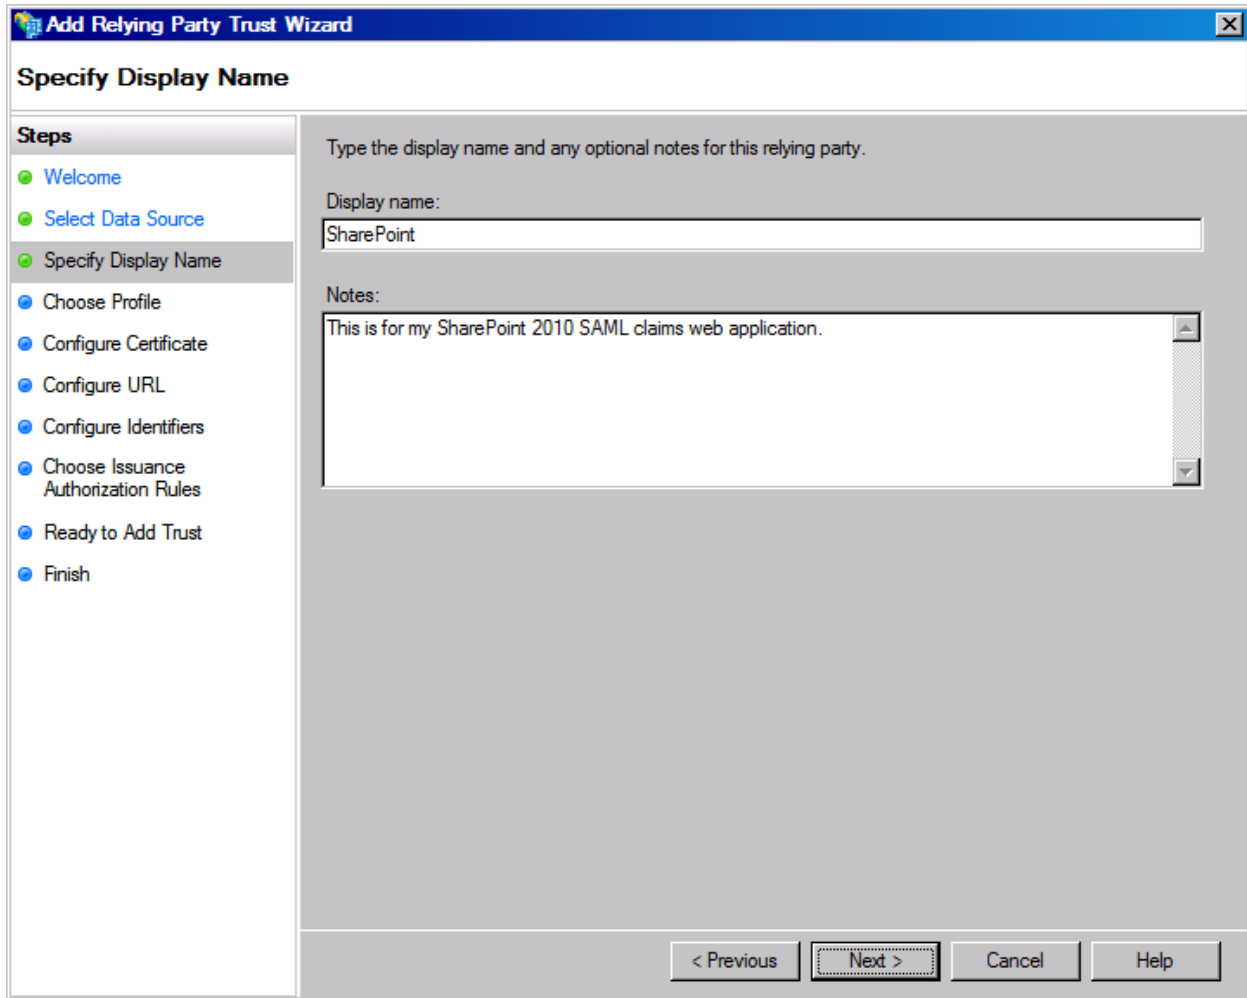 Add Relying Party Trust Wizard
Specify Display Name
Steps
Welcome
Select Data Source
Specify Display Name
Choose Profile
Configure Certificate
Configure URL
Configure Identifiers
Choose Issuance
Authorization Rules
Ready to Add Trust
Finish
Type the display name and any optional notes for this relying party.
Display name:
SharePoint
Notes:
This is for my SharePoint 2010 SAML claims web application.
< Previous
Next >
Cancel
Help